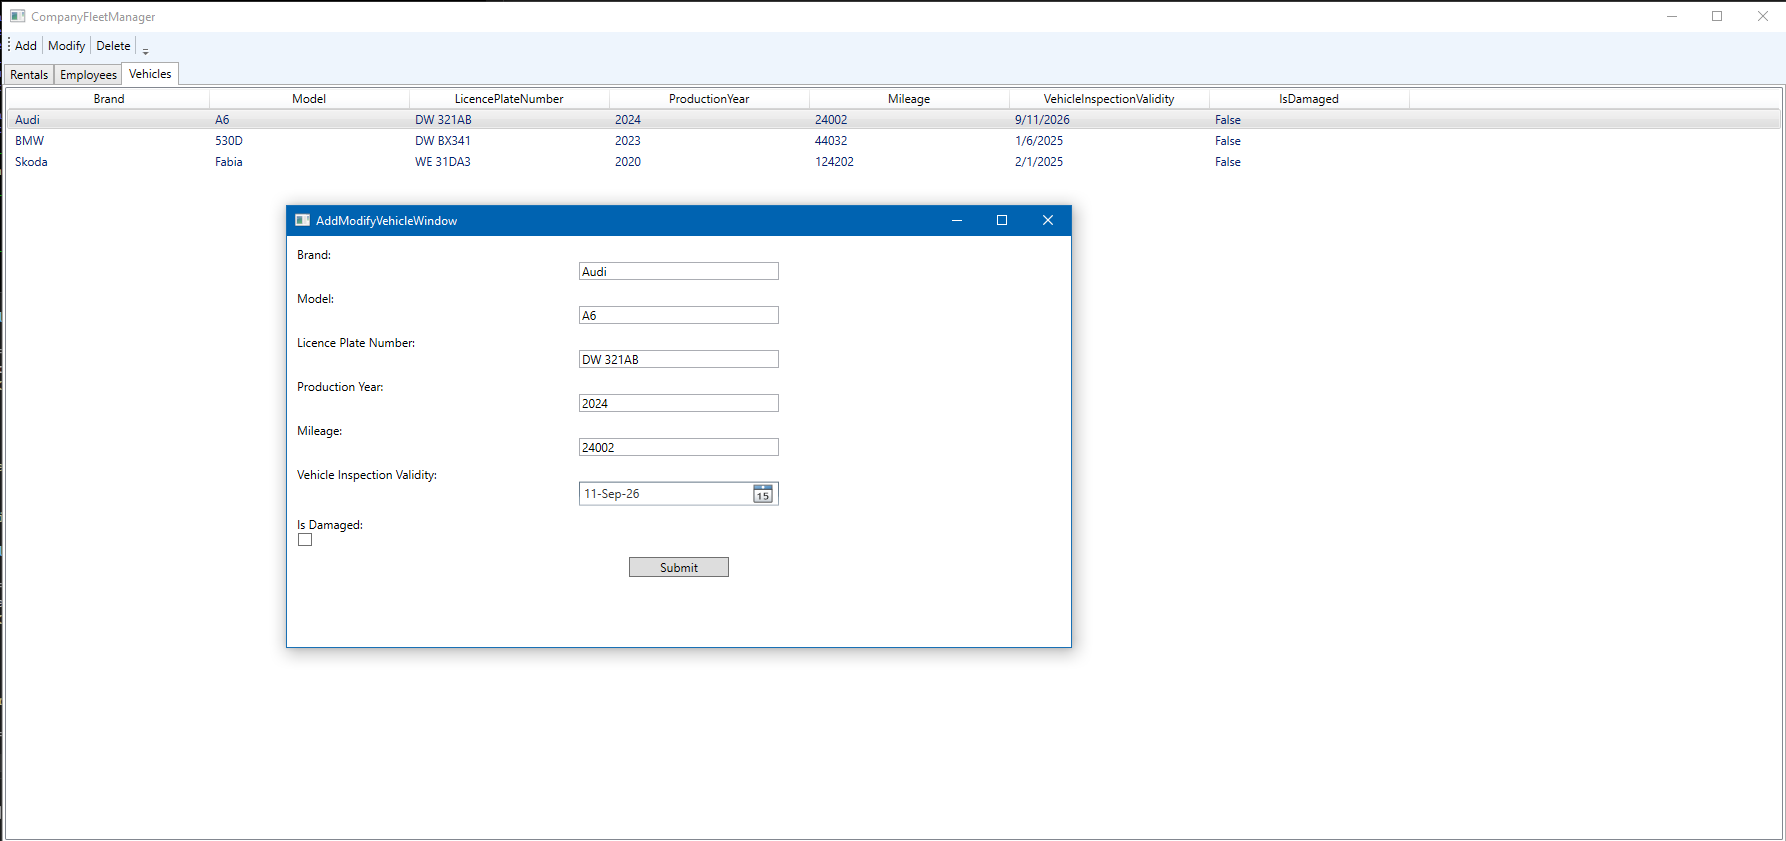 CompanyFleetManager
Add Modify Delete
Rentals Employees Vehicles
Brand Model LicencePlateNumber ProductionYear Mileage VehicleInspectionValidity IsDamaged
Audi A6 DW 321AB 2024 24002 9/11/2026 False
BMW 530D DW BX341 2023 44032 1/6/2025 False
Skoda Fabia WE 31DA3 2020 124202 2/1/2025 False
AddModifyVehicleWindow
Brand:
Audi
Model:
A6
Licence Plate Number:
DW 321AB
Production Year:
2024
Mileage:
24002
Vehicle Inspection Validity:
11-Sep-26 15
Is Damaged:
Submit